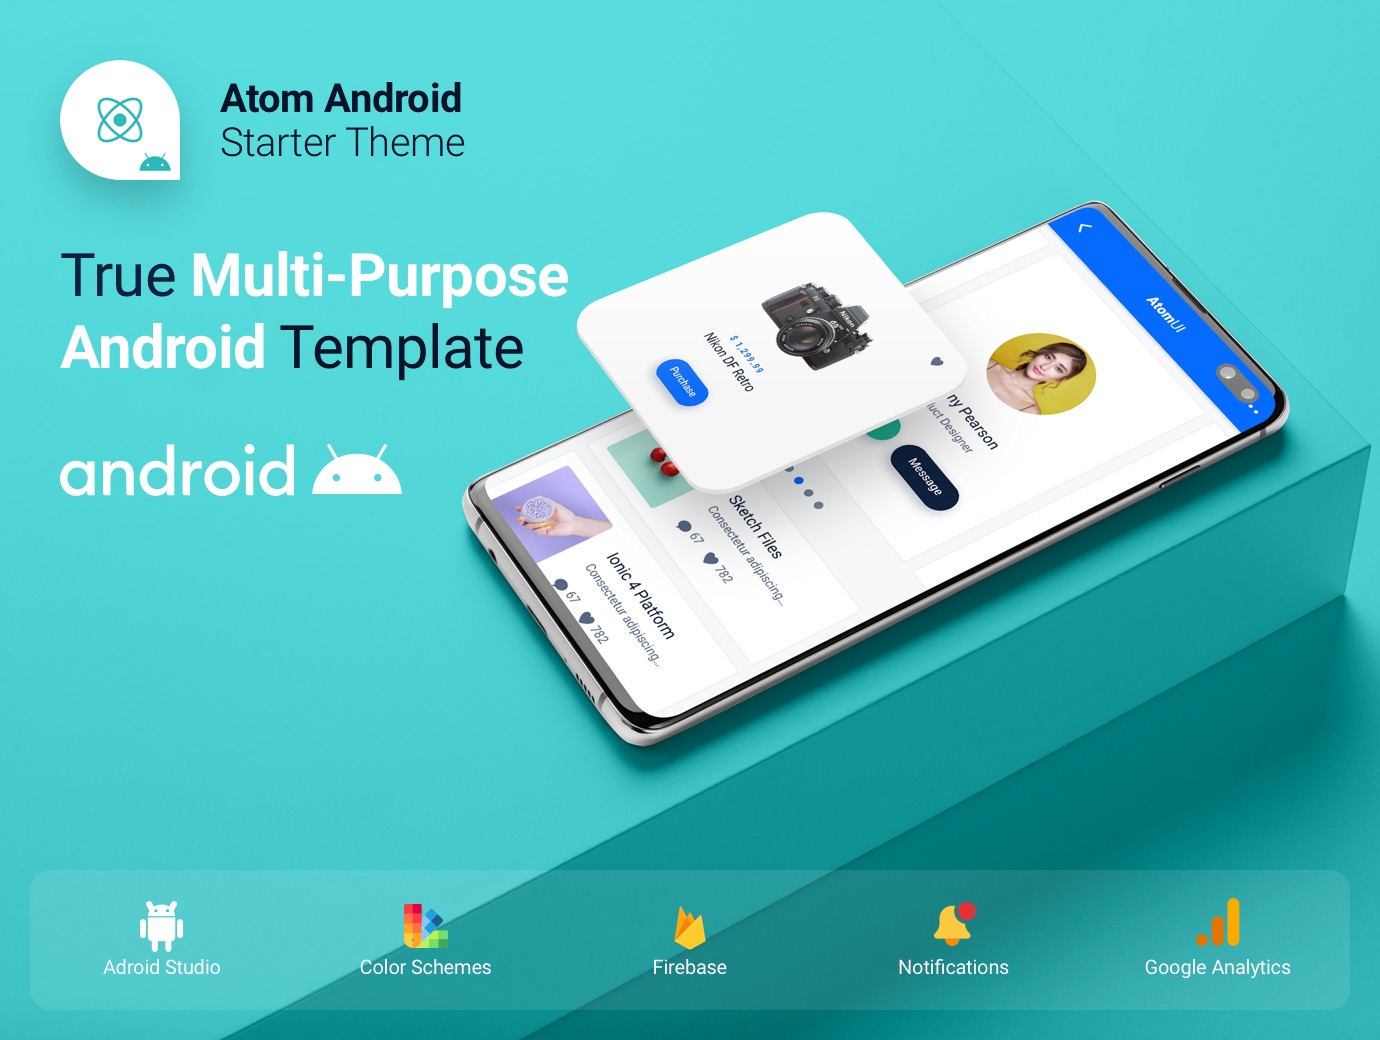 Atom Android
Starter Theme
True Multi-Purpose
Android Template
android
AtomUI
ny Pearson
uct Designer
Message
Nikon
$ 1,299.99
Nikon DF Retro
Purchase
Sketch Files
Consectetur adipiscing...
67
782
Ionic 4 Platform
Consectetur adipiscing...
67
782
Adroid Studio
Color Schemes
Firebase
Notifications
Google Analytics